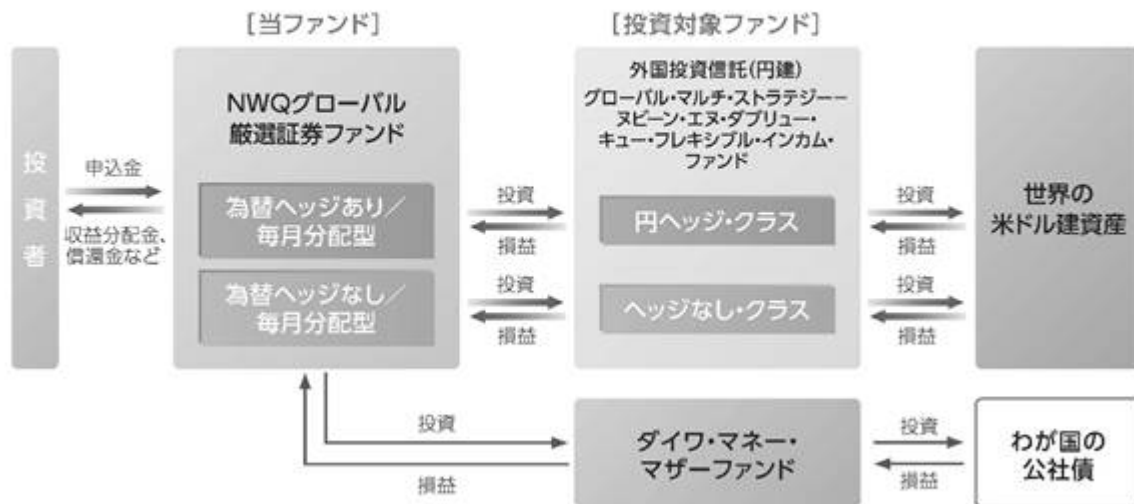 [当ファンド]
[投資対象ファンド]
投資者
申込金
収益分配金、
償還金など
NWQグローバル
厳選証券ファンド
為替ヘッジあり／
毎月分配型
為替ヘッジなし／
毎月分配型
投資
損益
投資
損益
外国投資信託(円建)
グローバル・マルチ・ストラテジー－
ヌビーン・エヌ・ダブリュー・
キュー・フレキシブル・インカム・
ファンド
円ヘッジ・クラス
ヘッジなし・クラス
投資
損益
投資
損益
世界の
米ドル建資産
投資
損益
ダイワ・マネー・
マザーファンド
投資
損益
わが国の
公社債